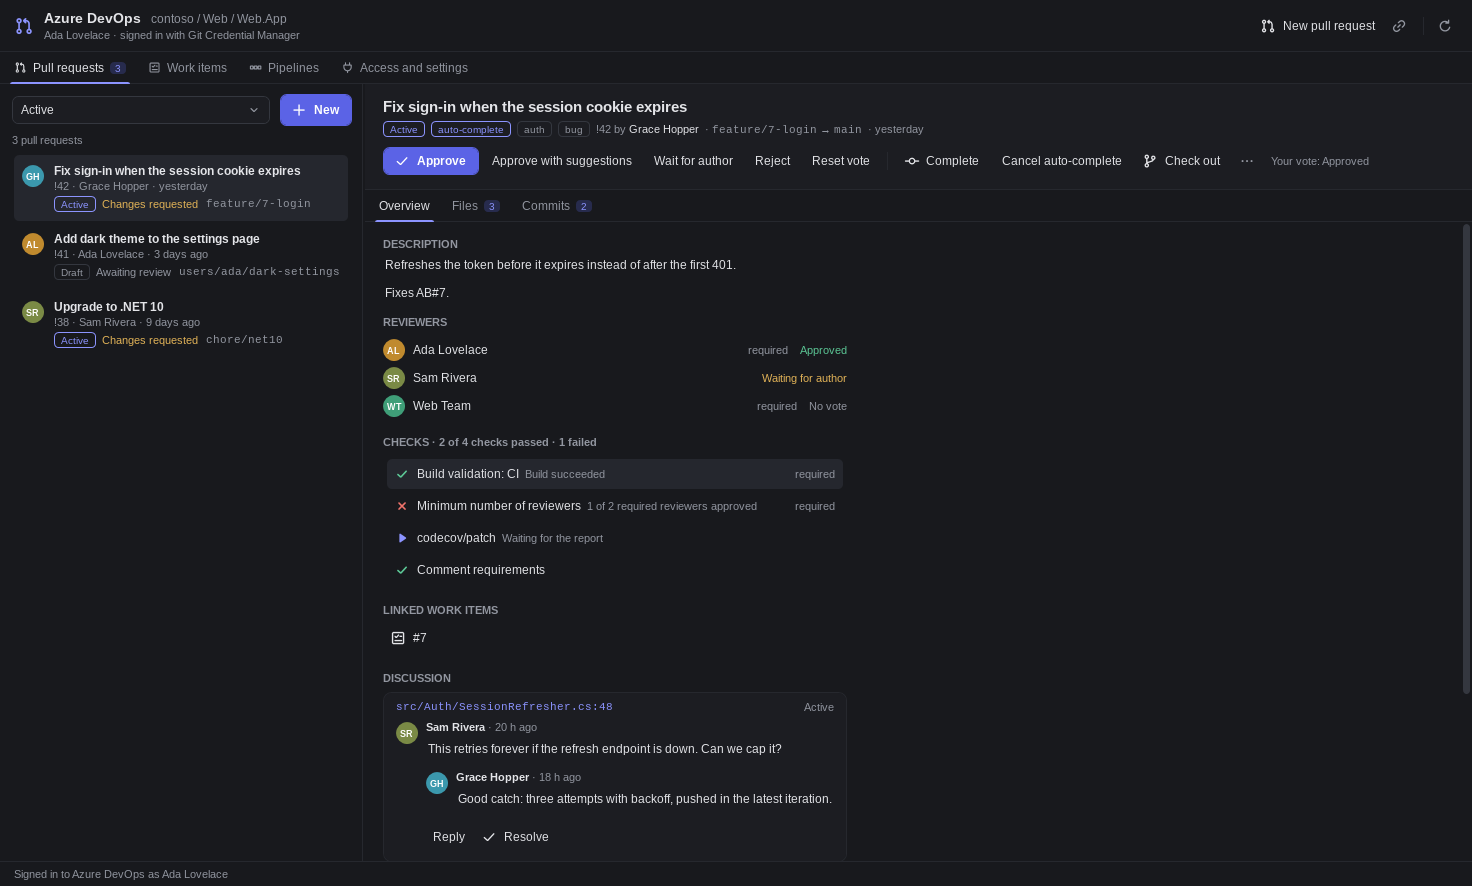 Azure DevOps contoso / Web / Web.App
Ada Lovelace · signed in with Git Credential Manager
New pull request
Pull requests 3 Work items Pipelines Access and settings
Active
New
3 pull requests
GH
Fix sign-in when the session cookie expires
!42 · Grace Hopper · yesterday
Active Changes requested feature/7-login
AL
Add dark theme to the settings page
!41 · Ada Lovelace · 3 days ago
Draft Awaiting review users/ada/dark-settings
SR
Upgrade to .NET 10
!38 · Sam Rivera · 9 days ago
Active Changes requested chore/net10
Fix sign-in when the session cookie expires
Active auto-complete auth bug !42 by Grace Hopper · feature/7-login → main · yesterday
Approve Approve with suggestions Wait for author Reject Reset vote Complete Cancel auto-complete Check out ··· Your vote: Approved
Overview Files 3 Commits 2
DESCRIPTION
Refreshes the token before it expires instead of after the first 401.
Fixes AB#7.
REVIEWERS
AL Ada Lovelace required Approved
SR Sam Rivera Waiting for author
WT Web Team required No vote
CHECKS · 2 of 4 checks passed · 1 failed
Build validation: CI Build succeeded required
Minimum number of reviewers 1 of 2 required reviewers approved required
codecov/patch Waiting for the report
Comment requirements
LINKED WORK ITEMS
#7
DISCUSSION
src/Auth/SessionRefresher.cs:48 Active
SR Sam Rivera · 20 h ago
This retries forever if the refresh endpoint is down. Can we cap it?
GH Grace Hopper · 18 h ago
Good catch: three attempts with backoff, pushed in the latest iteration.
Reply Resolve
Signed in to Azure DevOps as Ada Lovelace